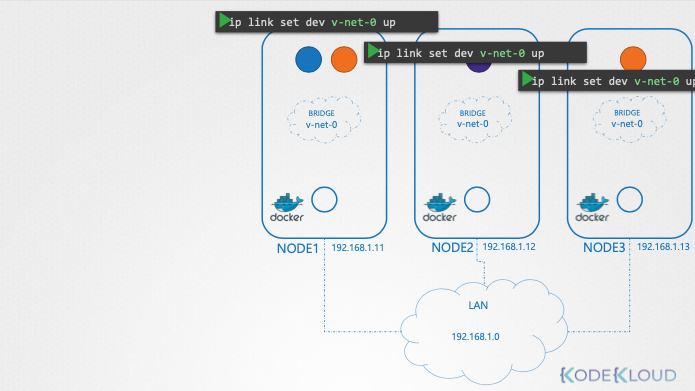 ip link set dev v-net-0 up
ip link set dev v-net-0 up
ip link set dev v-net-0 up
BRIDGE
v-net-0
BRIDGE
v-net-0
BRIDGE
v-net-0
docker
docker
docker
NODE1 192.168.1.11
NODE2 192.168.1.12
NODE3 192.168.1.13
LAN
192.168.1.0
KODEKLOUD